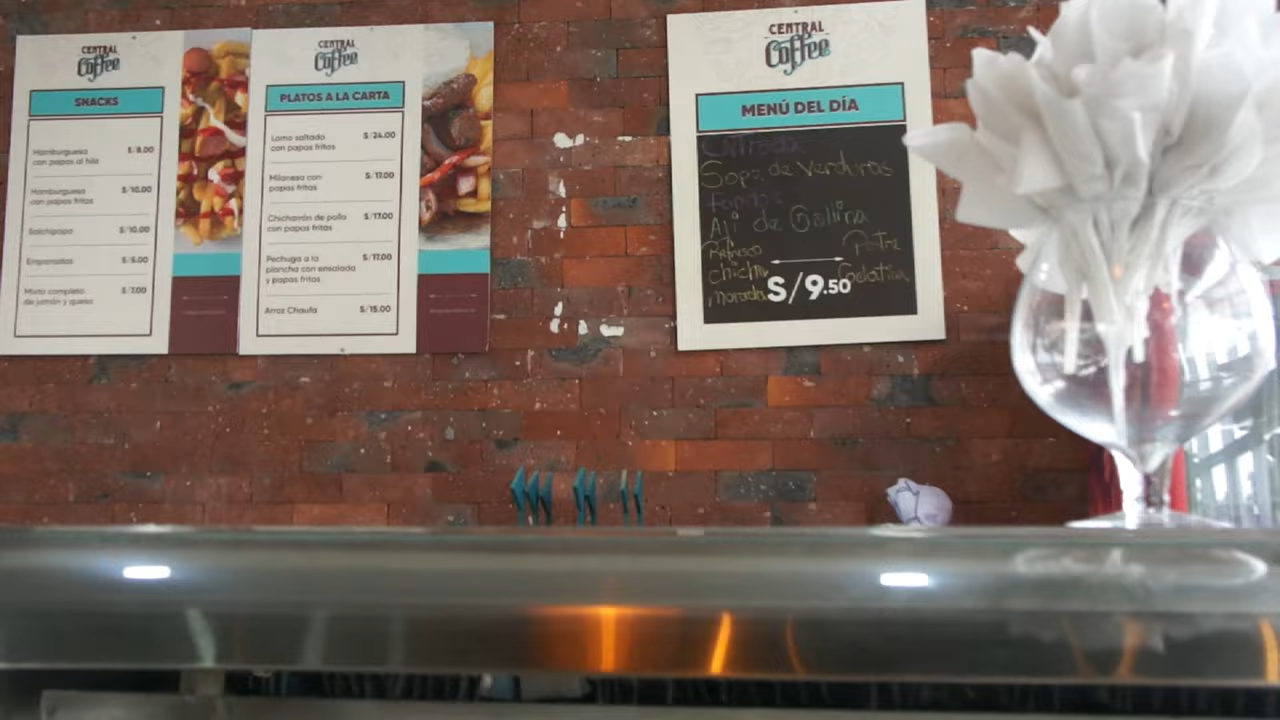 CENTRAL
Coffee
SNACKS
Hamburguesa
con papas al hilo
S/8.00
Hamburguesa
con papas fritas
S/10.00
Salchipapa
S/10.00
Empanadas
S/5.00
Mixto completo
de jamón y queso
S/7.00
CENTRAL
Coffee
PLATOS A LA CARTA
Lomo saltado
con papas fritas
S/24.00
Milanesa con
papas fritas
S/17.00
Chicharrón de pollo
con papas fritas
S/17.00
Pechuga a la
plancha con ensalada
y papas fritas
S/17.00
Arroz Chaufa
S/15.00
CENTRAL
Coffee
MENÚ DEL DÍA
Entrada:
Sopa de Verduras
Fondo:
Aji de Gallina
Refresco
chicha
morada
Postre
Gelatina
S/9.50